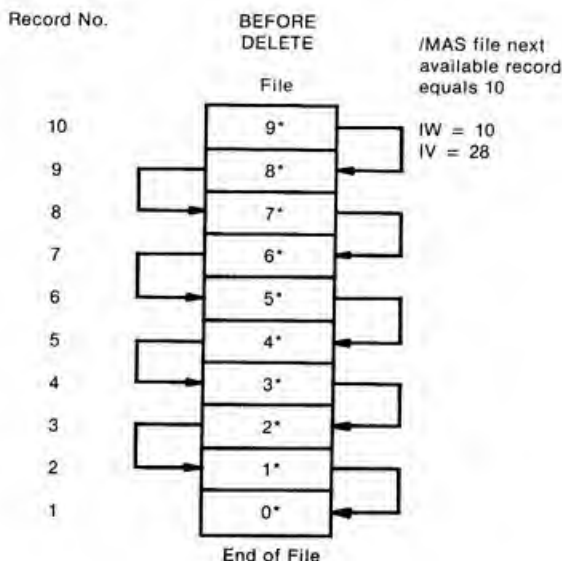 Record No.
BEFORE
DELETE
File
/MAS file next
available record
equals 10
IW = 10
IV = 28
10 9*
9 8*
8 7*
7 6*
6 5*
5 4*
4 3*
3 2*
2 1*
1 0*
End of File